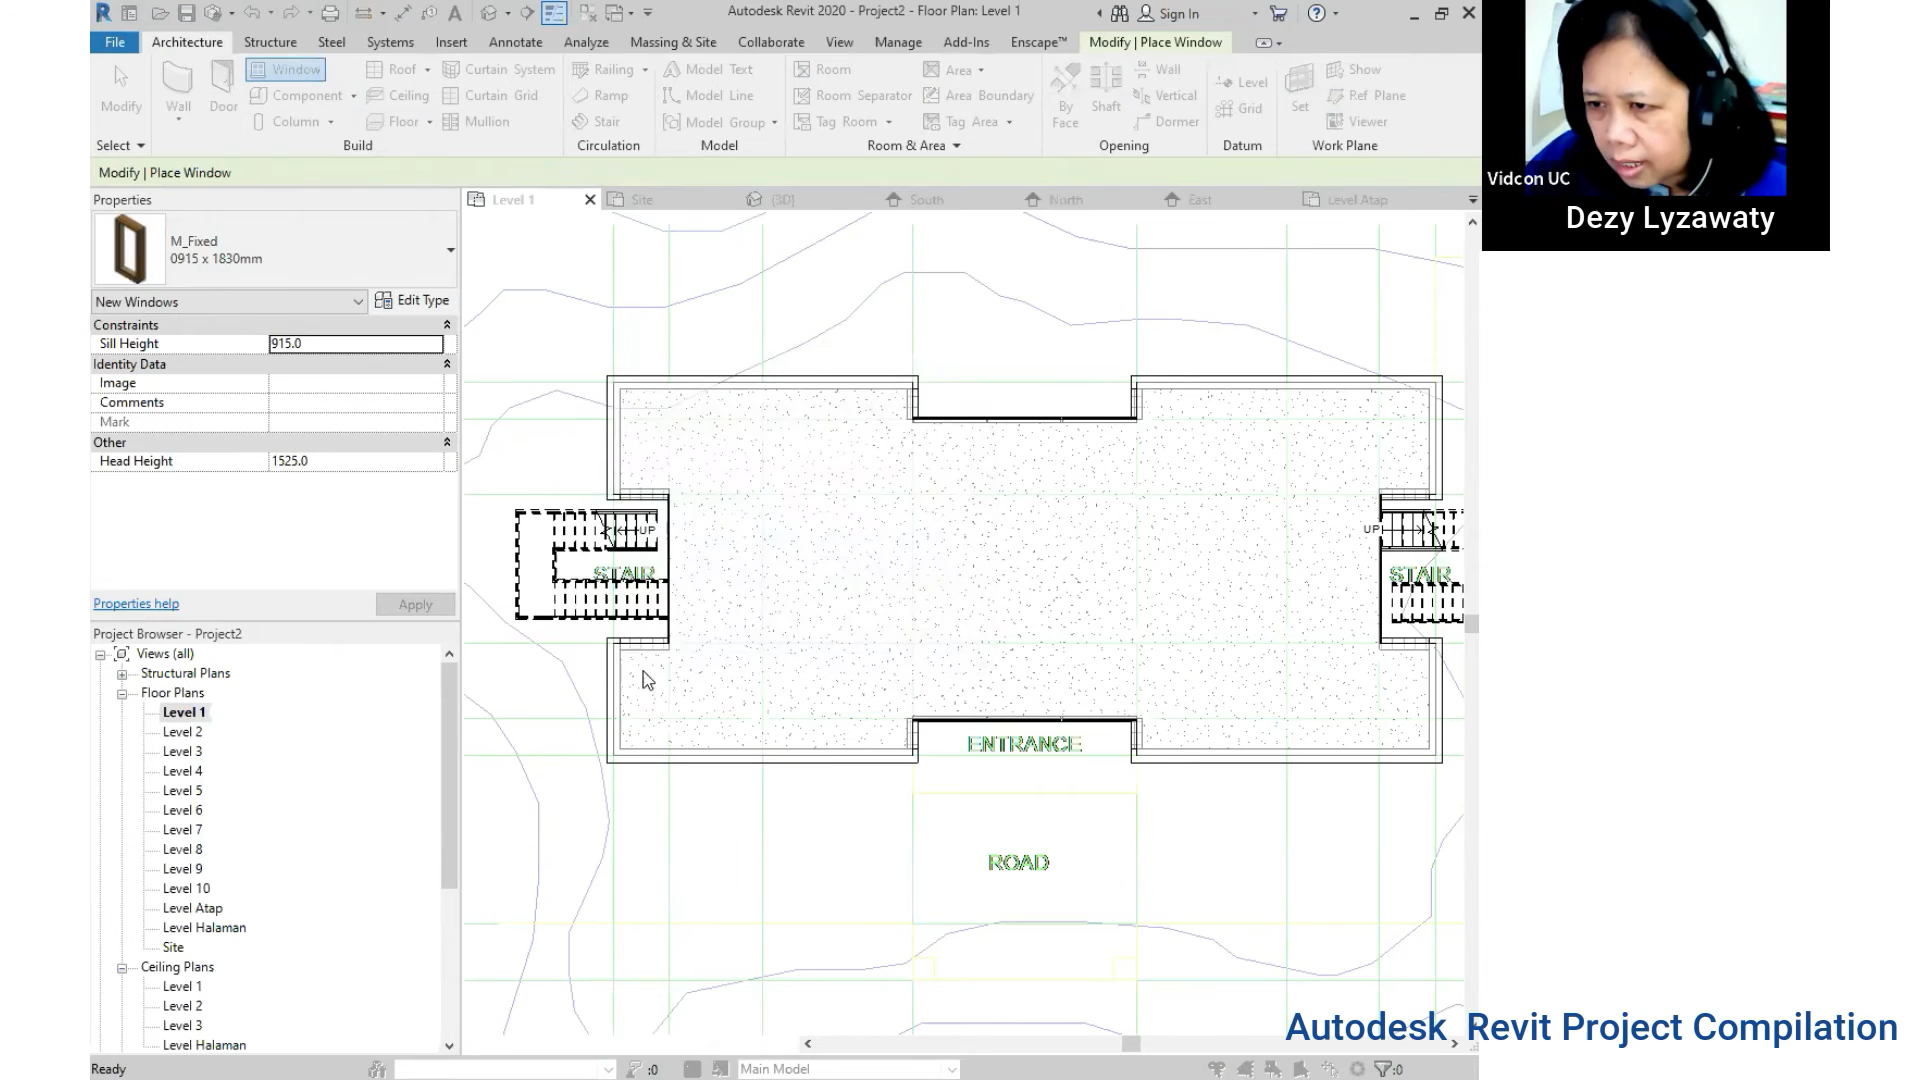 Autodesk Revit 2020 - Project2 - Floor Plan: Level 1
Sign In
File Architecture Structure Steel Systems Insert Annotate Analyze Massing & Site Collaborate View Manage Add-Ins Enscape™ Modify | Place Window
Modify
Wall
Door
Window
Component
Column
Roof
Ceiling
Floor
Curtain System
Curtain Grid
Mullion
Railing
Ramp
Stair
Model Text
Model Line
Model Group
Room
Room Separator
Tag Room
Area
Area Boundary
Tag Area
By Face
Shaft
Wall
Vertical
Dormer
Level
Grid
Set
Show
Ref Plane
Viewer
Select Build Circulation Model Room & Area Opening Datum Work Plane
Modify | Place Window
Properties
M_Fixed
0915 x 1830mm
New Windows
Edit Type
Constraints
Sill Height 915.0
Identity Data
Image
Comments
Mark
Other
Head Height 1525.0
Properties help
Apply
Project Browser - Project2
Views (all)
Structural Plans
Floor Plans
Level 1
Level 2
Level 3
Level 4
Level 5
Level 6
Level 7
Level 8
Level 9
Level 10
Level Atap
Level Halaman
Site
Ceiling Plans
Level 1
Level 2
Level 3
Level Halaman
Level 1
Site
{3D}
South
North
East
Level Atap
UP
STAIR
UP
STAIR
ENTRANCE
ROAD
Ready
:0
Main Model
:0
Vidcon UC
Dezy Lyzawaty
Autodesk Revit Project Compilation